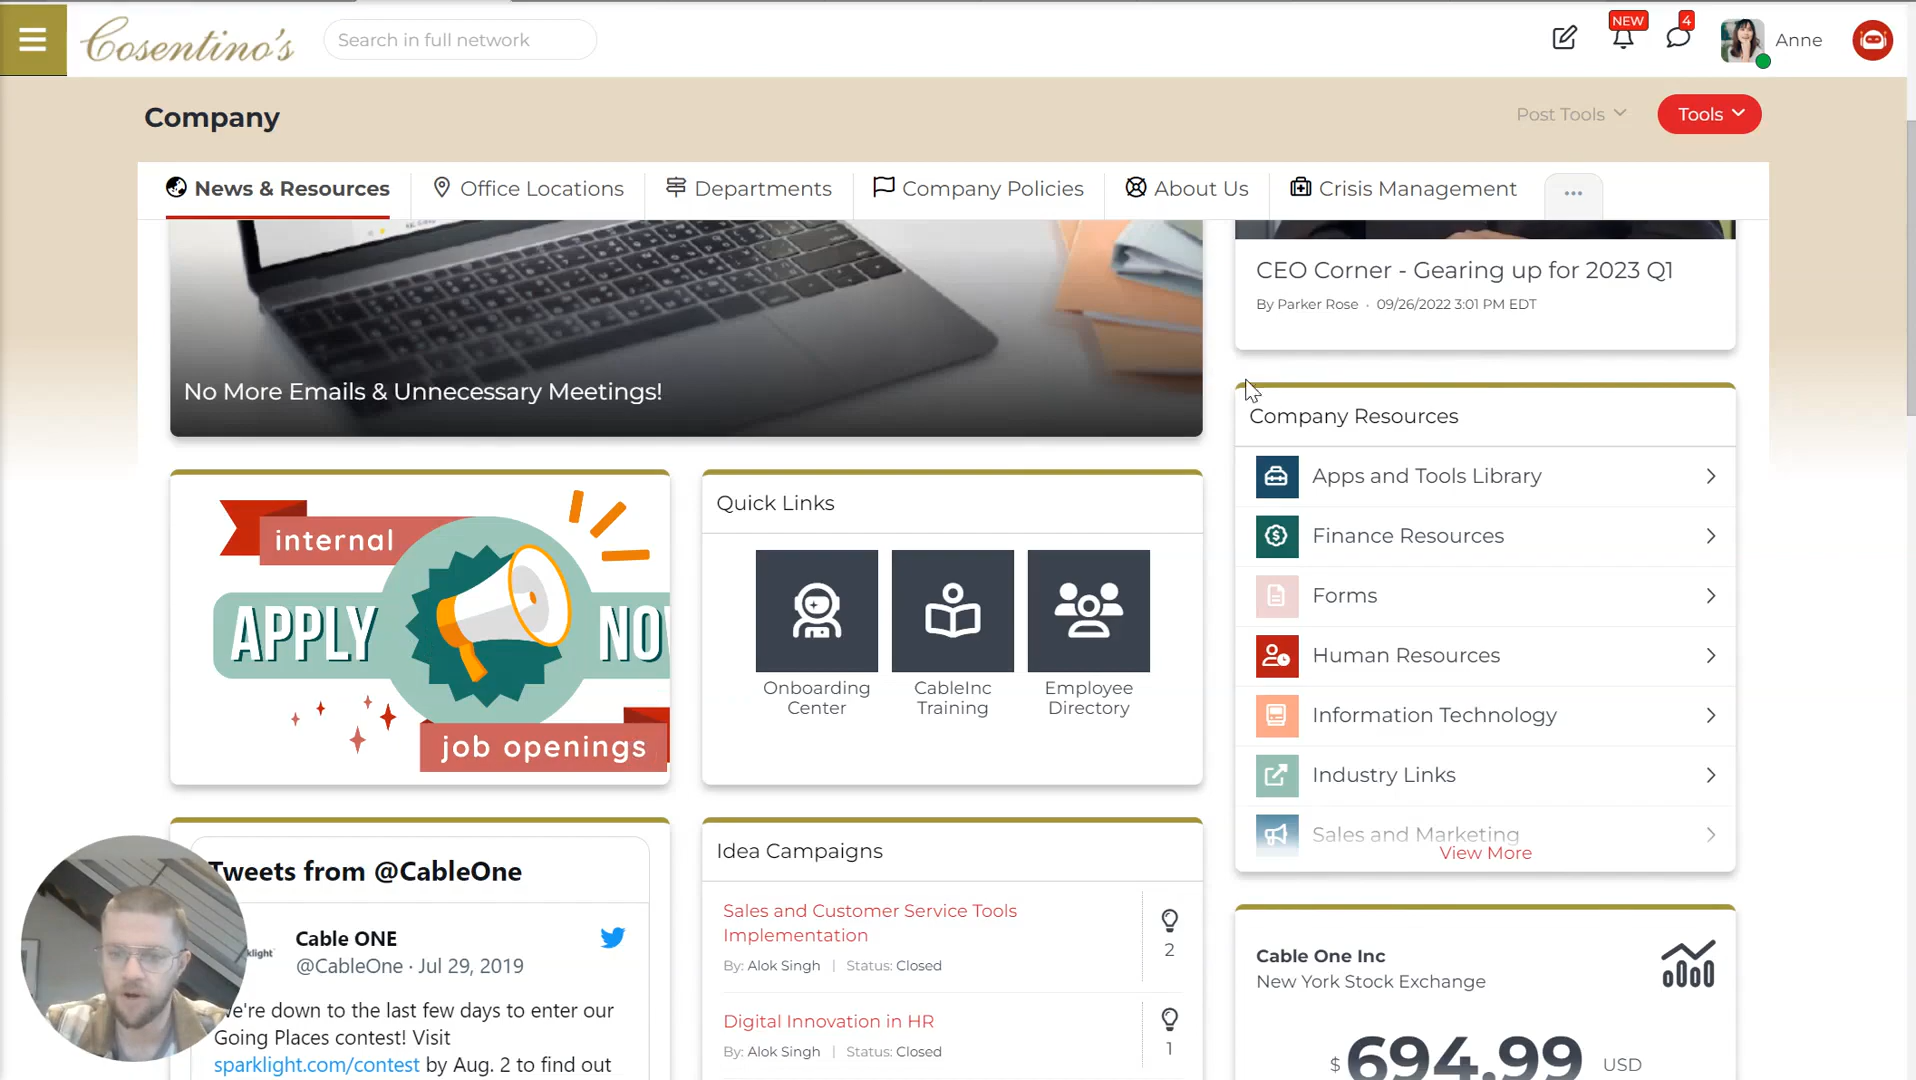 Cosentino's
Search in full network
NEW
4
Anne
Company
Post Tools
Tools
News & Resources
Office Locations
Departments
Company Policies
About Us
Crisis Management
...
No More Emails & Unnecessary Meetings!
CEO Corner - Gearing up for 2023 Q1
By Parker Rose · 09/26/2022 3:01 PM EDT
internal
APPLY NOW
job openings
Quick Links
Onboarding
Center
CableInc
Training
Employee
Directory
Company Resources
Apps and Tools Library
Finance Resources
Forms
Human Resources
Information Technology
Industry Links
Sales and Marketing
View More
Tweets from @CableOne
Cable ONE
@CableOne · Jul 29, 2019
We're down to the last few days to enter our
Going Places contest! Visit
sparklight.com/contest by Aug. 2 to find out
Idea Campaigns
Sales and Customer Service Tools
Implementation
By: Alok Singh | Status: Closed
2
Digital Innovation in HR
By: Alok Singh | Status: Closed
1
Cable One Inc
New York Stock Exchange
$ 694.99 USD